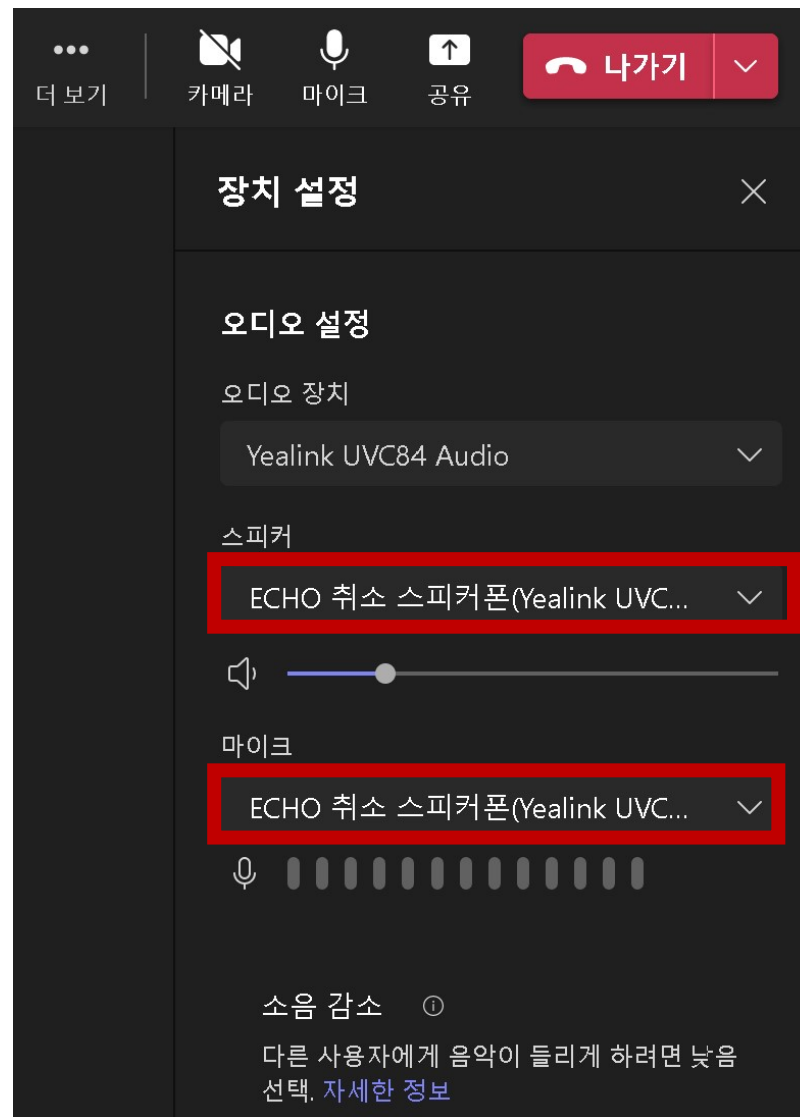 더 보기
카메라
마이크
공유
나가기
장치 설정
오디오 설정
오디오 장치
Yealink UVC84 Audio
스피커
ECHO 취소 스피커폰(Yealink UVC...
마이크
ECHO 취소 스피커폰(Yealink UVC...
소음 감소
다른 사용자에게 음악이 들리게 하려면 낮음
선택. 자세한 정보